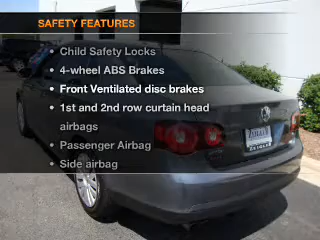 SAFETY FEATURES
• Child Safety Locks
• 4-wheel ABS Brakes
• Front Ventilated disc brakes
• 1st and 2nd row curtain head
airbags
• Passenger Airbag
• Side airbag